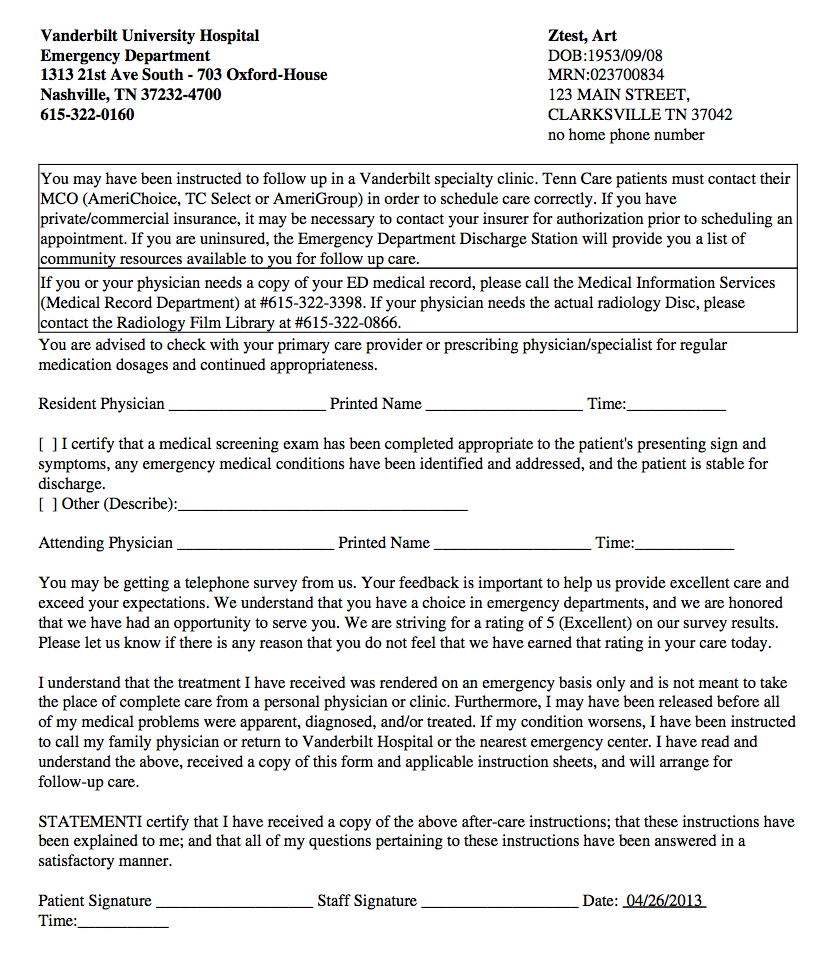 Vanderbilt University Hospital
Emergency Department
1313 21st Ave South - 703 Oxford-House
Nashville, TN 37232-4700
615-322-0160
Ztest, Art
DOB:1953/09/08
MRN:023700834
123 MAIN STREET,
CLARKSVILLE TN 37042
no home phone number
You may have been instructed to follow up in a Vanderbilt specialty clinic. Tenn Care patients must contact their
MCO (AmeriChoice, TC Select or AmeriGroup) in order to schedule care correctly. If you have
private/commercial insurance, it may be necessary to contact your insurer for authorization prior to scheduling an
appointment. If you are uninsured, the Emergency Department Discharge Station will provide you a list of
community resources available to you for follow up care.
If you or your physician needs a copy of your ED medical record, please call the Medical Information Services
(Medical Record Department) at #615-322-3398. If your physician needs the actual radiology Disc, please
contact the Radiology Film Library at #615-322-0866.
You are advised to check with your primary care provider or prescribing physician/specialist for regular
medication dosages and continued appropriateness.
Resident Physician ___________________ Printed Name ___________________ Time:____________
[ ] I certify that a medical screening exam has been completed appropriate to the patient's presenting sign and
symptoms, any emergency medical conditions have been identified and addressed, and the patient is stable for
discharge.
[ ] Other (Describe):___________________________________
Attending Physician ___________________ Printed Name ___________________ Time:____________
You may be getting a telephone survey from us. Your feedback is important to help us provide excellent care and
exceed your expectations. We understand that you have a choice in emergency departments, and we are honored
that we have had an opportunity to serve you. We are striving for a rating of 5 (Excellent) on our survey results.
Please let us know if there is any reason that you do not feel that we have earned that rating in your care today.
I understand that the treatment I have received was rendered on an emergency basis only and is not meant to take
the place of complete care from a personal physician or clinic. Furthermore, I may have been released before all
of my medical problems were apparent, diagnosed, and/or treated. If my condition worsens, I have been instructed
to call my family physician or return to Vanderbilt Hospital or the nearest emergency center. I have read and
understand the above, received a copy of this form and applicable instruction sheets, and will arrange for
follow-up care.
STATEMENTI certify that I have received a copy of the above after-care instructions; that these instructions have
been explained to me; and that all of my questions pertaining to these instructions have been answered in a
satisfactory manner.
Patient Signature ___________________ Staff Signature ___________________ Date: 04/26/2013
Time:___________